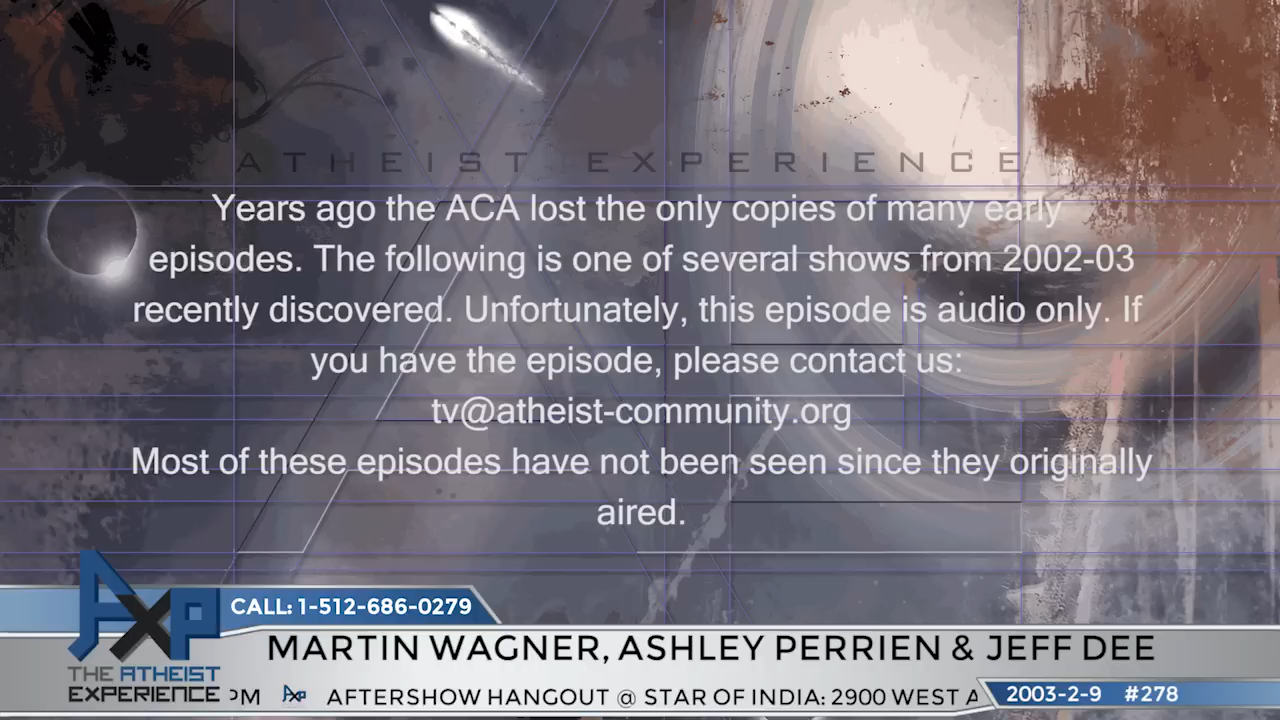 ATHEIST EXPERIENCE
Years ago the ACA lost the only copies of many early
episodes. The following is one of several shows from 2002-03
recently discovered. Unfortunately, this episode is audio only. If
you have the episode, please contact us:
tv@atheist-community.org
Most of these episodes have not been seen since they originally
aired.
CALL: 1-512-686-0279
AXP
MARTIN WAGNER, ASHLEY PERRIEN & JEFF DEE
THE ATHEIST
EXPERIENCE
PM AXP AFTERSHOW HANGOUT @ STAR OF INDIA: 2900 WEST A
2003-2-9 #278